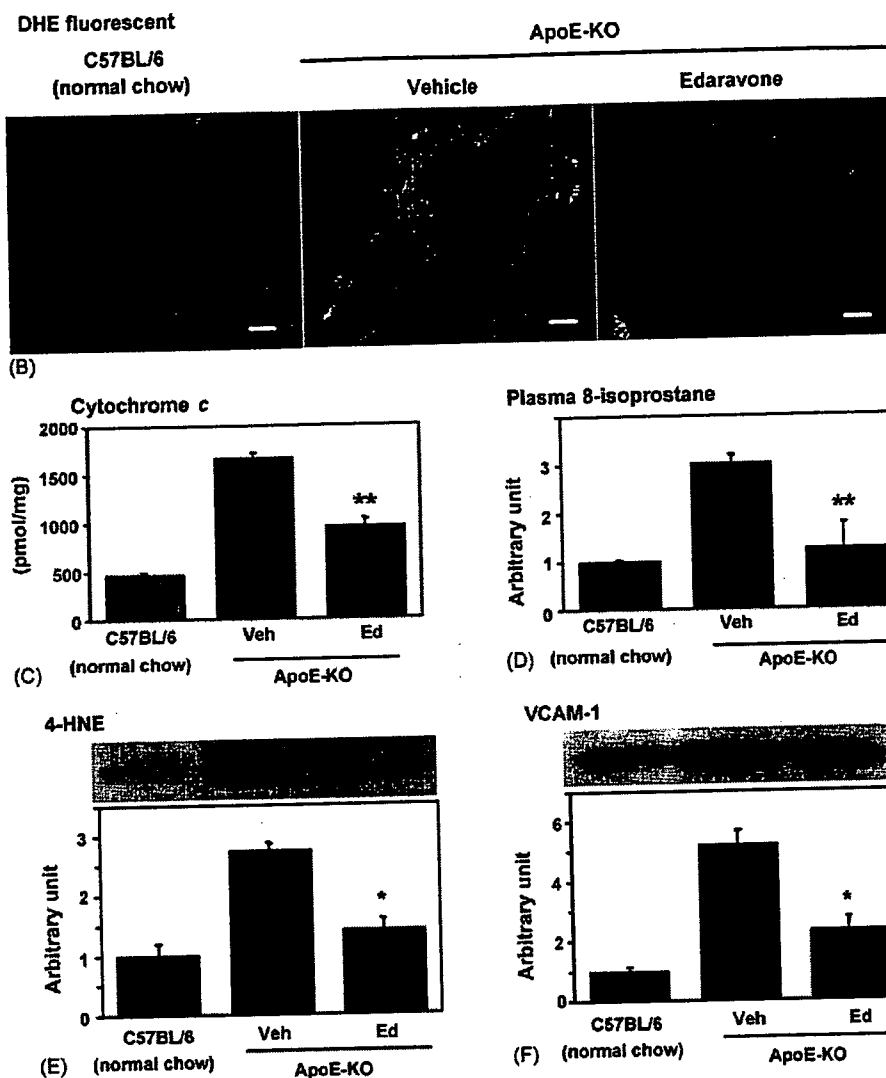 DHE fluorescent
C57BL/6
(normal chow)
ApoE-KO
Vehicle
Edaravone
(B)
Cytochrome c
(pmol/mg)
2000
1500
1000
500
0
**
C57BL/6
(normal chow)
Veh
Ed
ApoE-KO
(C)
Plasma 8-isoprostane
Arbitrary unit
3
2
1
0
**
C57BL/6
(normal chow)
Veh
Ed
ApoE-KO
(D)
4-HNE
Arbitrary unit
3
2
1
0
*
C57BL/6
(normal chow)
Veh
Ed
ApoE-KO
(E)
VCAM-1
Arbitrary unit
6
4
2
0
*
C57BL/6
(normal chow)
Veh
Ed
ApoE-KO
(F)